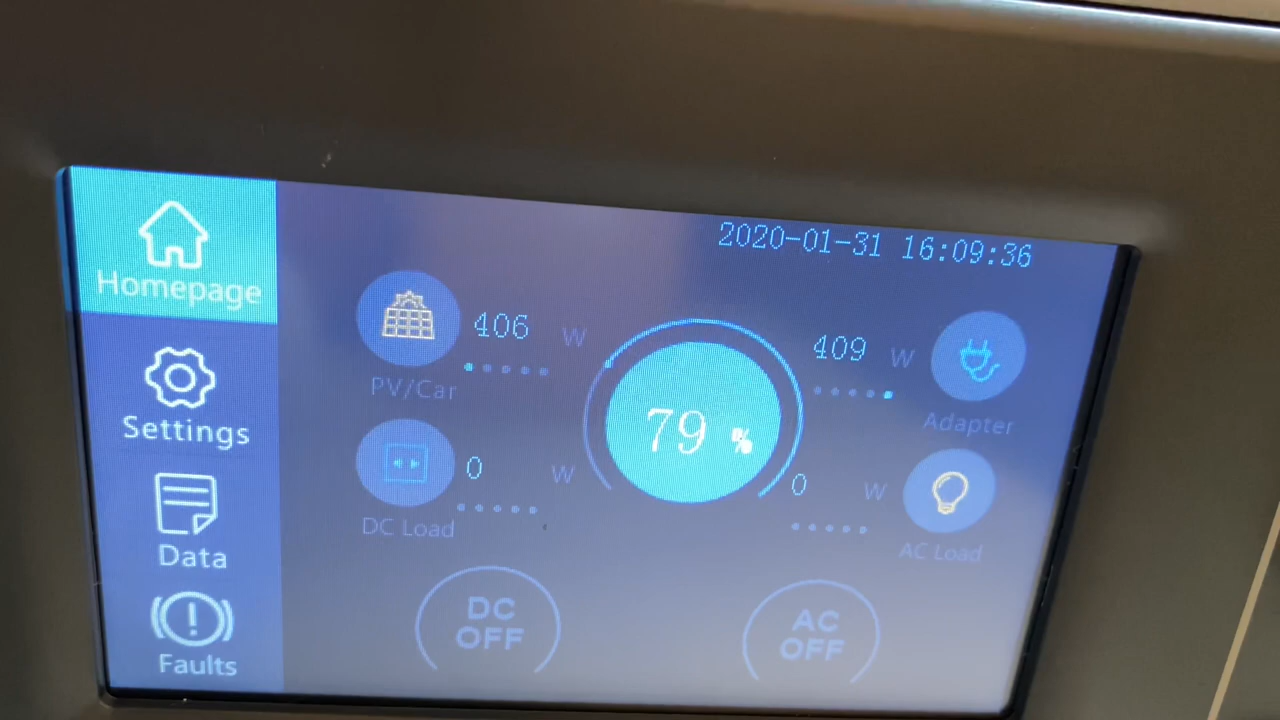 2020-01-31 16:09:36
Homepage
406 W
409 W
PV/Car
Adapter
79 %
Settings
0 W
0 W
DC Load
AC Load
Data
DC
OFF
AC
OFF
Faults